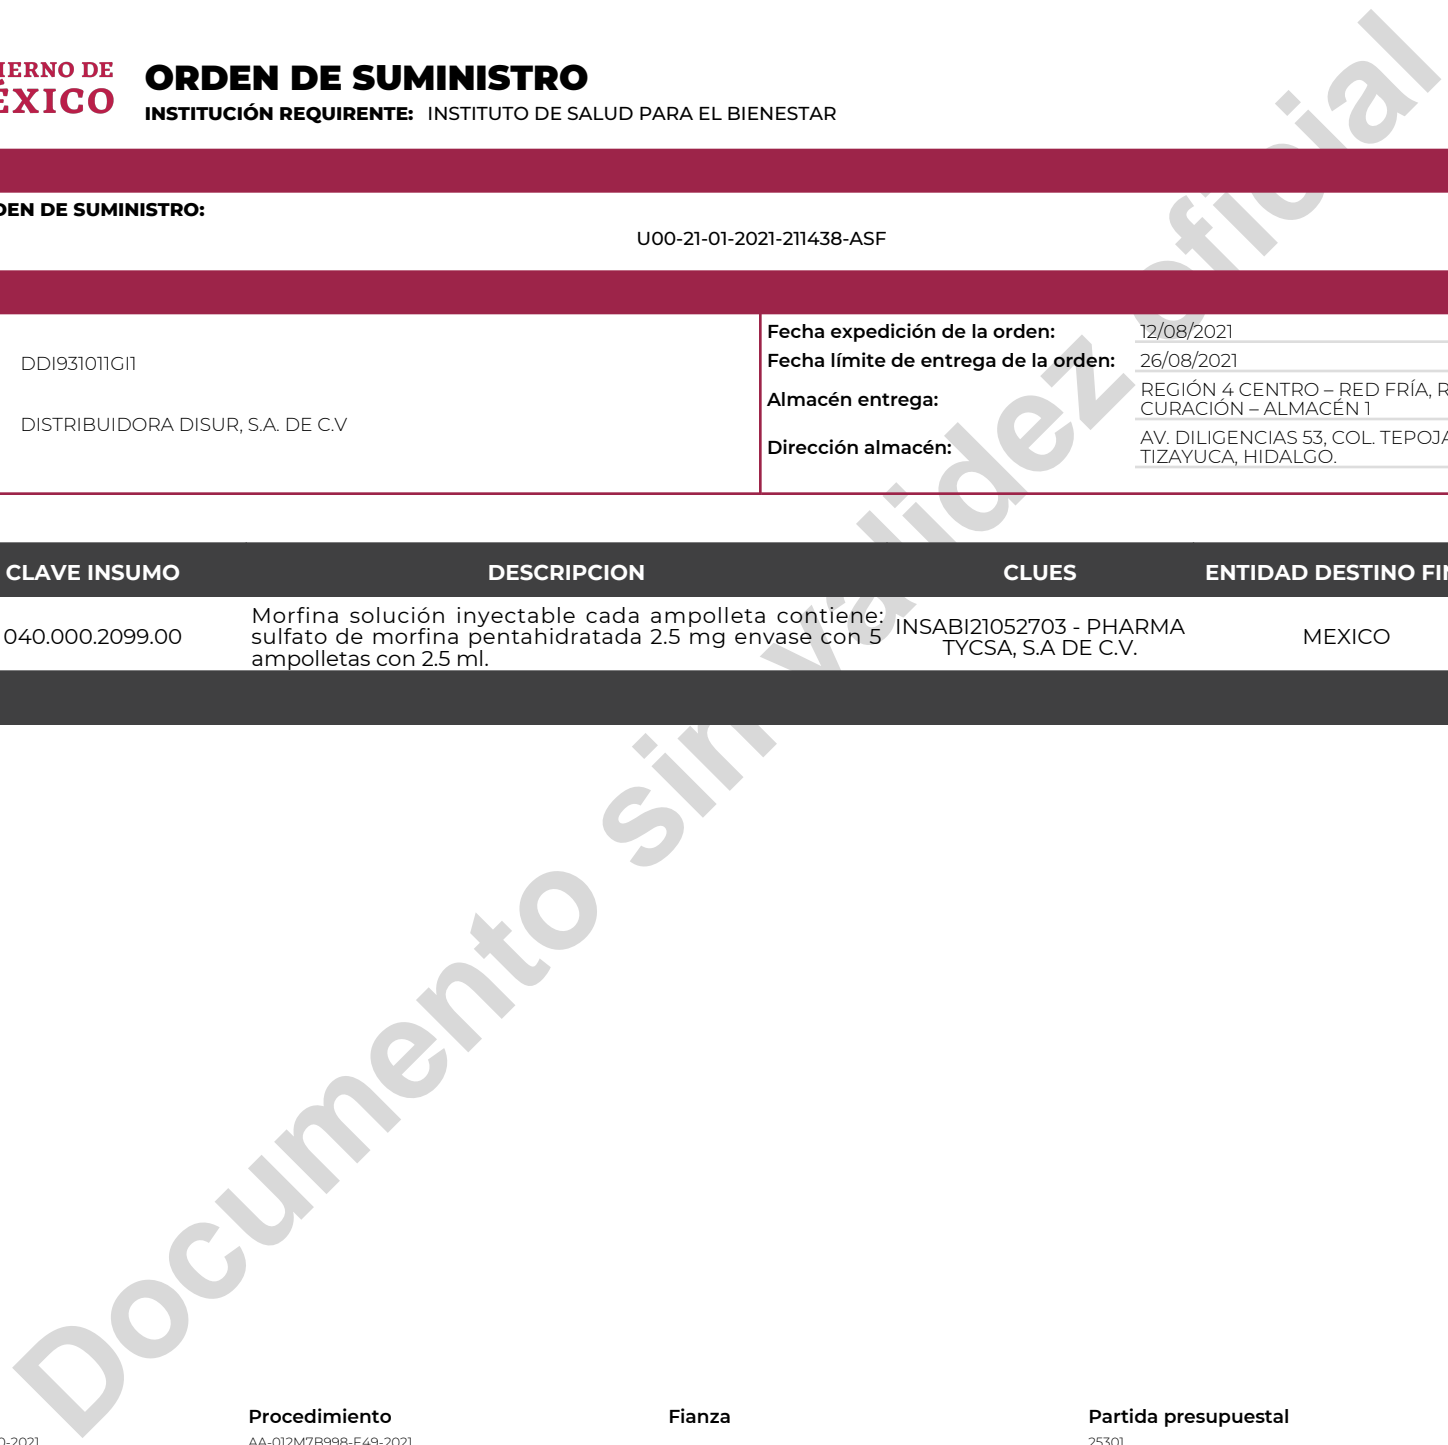 IERNO DE
ÉXICO
ORDEN DE SUMINISTRO
INSTITUCIÓN REQUIRENTE: INSTITUTO DE SALUD PARA EL BIENESTAR
DEN DE SUMINISTRO:
U00-21-01-2021-211438-ASF
DDI931011GI1
DISTRIBUIDORA DISUR, S.A. DE C.V
Fecha expedición de la orden: 12/08/2021
Fecha límite de entrega de la orden: 26/08/2021
Almacén entrega: REGIÓN 4 CENTRO – RED FRÍA, R
CURACIÓN – ALMACÉN 1
Dirección almacén: AV. DILIGENCIAS 53, COL. TEPOJA
TIZAYUCA, HIDALGO.
CLAVE INSUMO DESCRIPCION CLUES ENTIDAD DESTINO FIN
040.000.2099.00
Morfina solución inyectable cada ampolleta contiene:
sulfato de morfina pentahidratada 2.5 mg envase con 5
ampolletas con 2.5 ml.
INSABI21052703 - PHARMA
TYCSA, S.A DE C.V.
MEXICO
Documento sin validez oficial
Procedimiento Fianza Partida presupuestal
0-2021 AA-012M7B998-E49-2021 25301